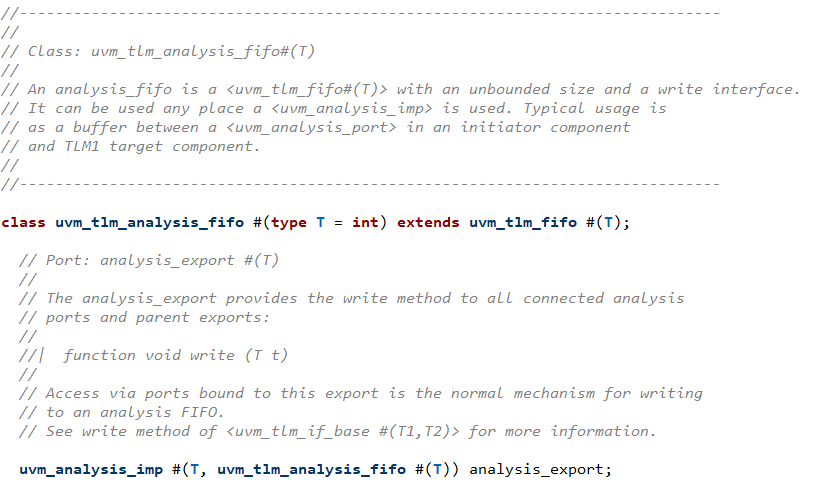 //------------------------------------------------------------------------------
//
// Class: uvm_tlm_analysis_fifo#(T)
//
// An analysis_fifo is a <uvm_tlm_fifo#(T)> with an unbounded size and a write interface.
// It can be used any place a <uvm_analysis_imp> is used. Typical usage is
// as a buffer between a <uvm_analysis_port> in an initiator component
// and TLM1 target component.
//
//------------------------------------------------------------------------------
class uvm_tlm_analysis_fifo #(type T = int) extends uvm_tlm_fifo #(T);
// Port: analysis_export #(T)
//
// The analysis_export provides the write method to all connected analysis
// ports and parent exports:
//
//|  function void write (T t)
//
// Access via ports bound to this export is the normal mechanism for writing
// to an analysis FIFO.
// See write method of <uvm_tlm_if_base #(T1,T2)> for more information.
uvm_analysis_imp #(T, uvm_tlm_analysis_fifo #(T)) analysis_export;